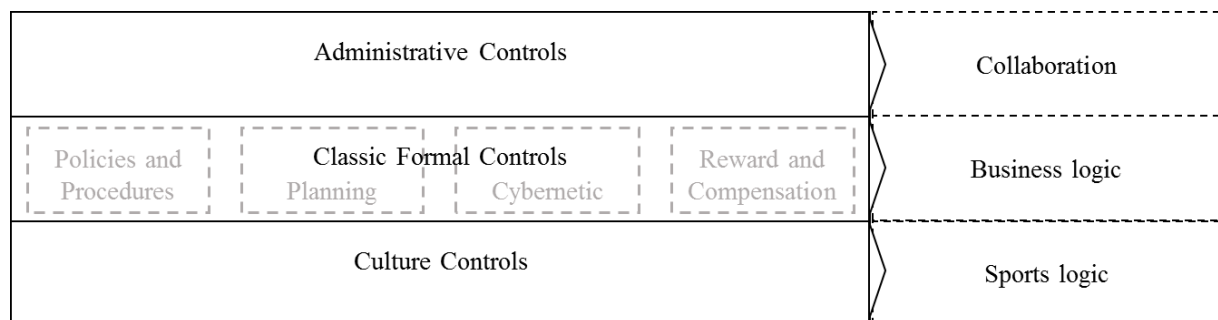 Administrative Controls
Collaboration
Policies and
Procedures
Classic Formal Controls
Planning
Cybernetic
Reward and
Compensation
Business logic
Culture Controls
Sports logic